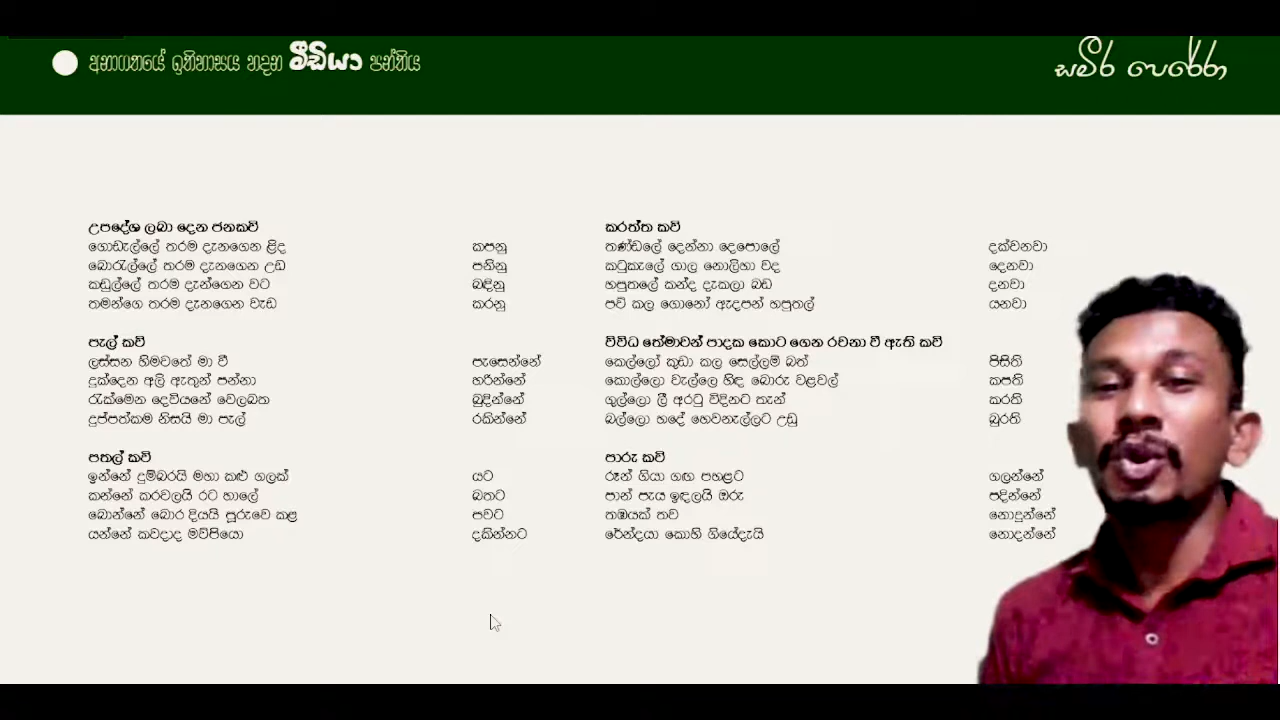 අනාගතයේ ඉතිහාසය හදන මීඩියා පන්තිය
සමීර පෙරේරා
උපදේශ ලබා දෙන ජනකවි
ගොඩැල්ලේ තරම දැනගෙන ළිද කපනු
බොරැල්ලේ තරම දැනගෙන උඩ පනිනු
කඩුල්ලේ තරම දැන්ගෙන වට බඳිනු
තමන්ගෙ තරම දැනගෙන වැඩ කරනු
පැල් කවි
ලස්සන හිමටතේ මා වී පැසෙන්නේ
දුක්දෙන අලි ඇතුන් පන්නා හරින්නේ
රැක්මෙන දෙවියනේ වෙලබත බුදින්නේ
දුප්පත්කම නිසයි මා පැල් රකින්නේ
පතල් කවි
ඉන්නේ දුම්බරයි මහා කළු ගලක් යට
කන්නේ කරවලයි රට හාලේ බතට
බොන්නේ බොර දියයි පූරුවෙ කළ පවට
යන්නේ කවදාද මව්පියො දකින්නට
කරත්ත කවි
තණ්ඩලේ දෙන්නා දෙපොලේ දක්වනවා
කටුකැලේ ගාල නොලිහා වද දෙනවා
හපුතලේ කන්ද දැකලා බඩ දනවා
පව් කල ගොනෝ ඇදපන් හපුතල් යනවා
විවිධ තේමාවන් පාදක කොට ගෙන රචනා වී ඇති කවි
කෙල්ලෝ කුඩා කල සෙල්ලම් බත් පිසිති
කොල්ලො වැල්ලෙ හිඳ බොරු වළවල් කපති
ගුල්ලො ලී අරටු විදිනට තැන් කරති
බල්ලො හදේ හෙවනැල්ලට උඩු බුරති
පාරු කවි
රූන් ගියා ගඟ පහළට ගලන්නේ
පාන් පැය ඉඳලයි ඔරු පදින්නේ
තඹයක් තව නොදුන්නේ
රේන්දයා කොහි ගියේදැයි නොදන්නේ